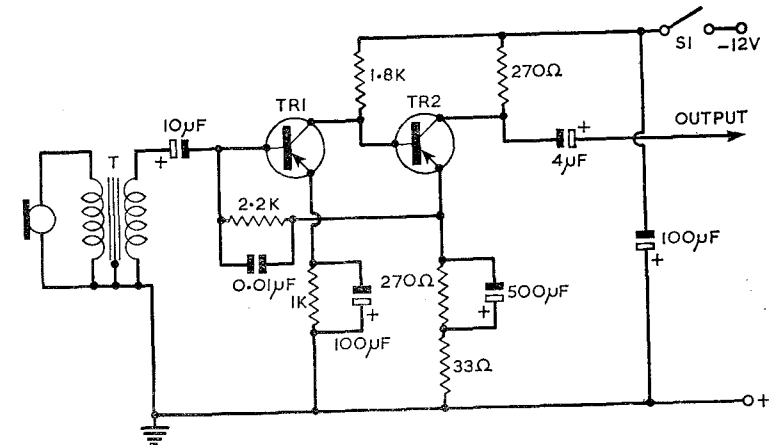 S1
-12V
1·8K
270Ω
TR1
TR2
10µF
+
T
4µF
+
OUTPUT
2·2K
0·01µF
1K
100µF
+
270Ω
500µF
+
33Ω
100µF
+
+